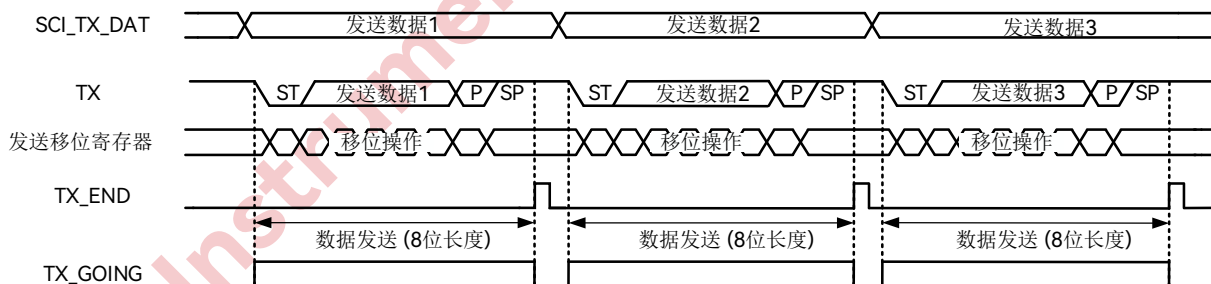 SCI_TX_DAT 发送数据1 发送数据2 发送数据3
TX ST 发送数据1 P SP ST 发送数据2 P SP ST 发送数据3 P SP
发送移位寄存器 移位操作 移位操作 移位操作
TX_END
数据发送 (8位长度) 数据发送 (8位长度) 数据发送 (8位长度)
TX_GOING
Instrumen